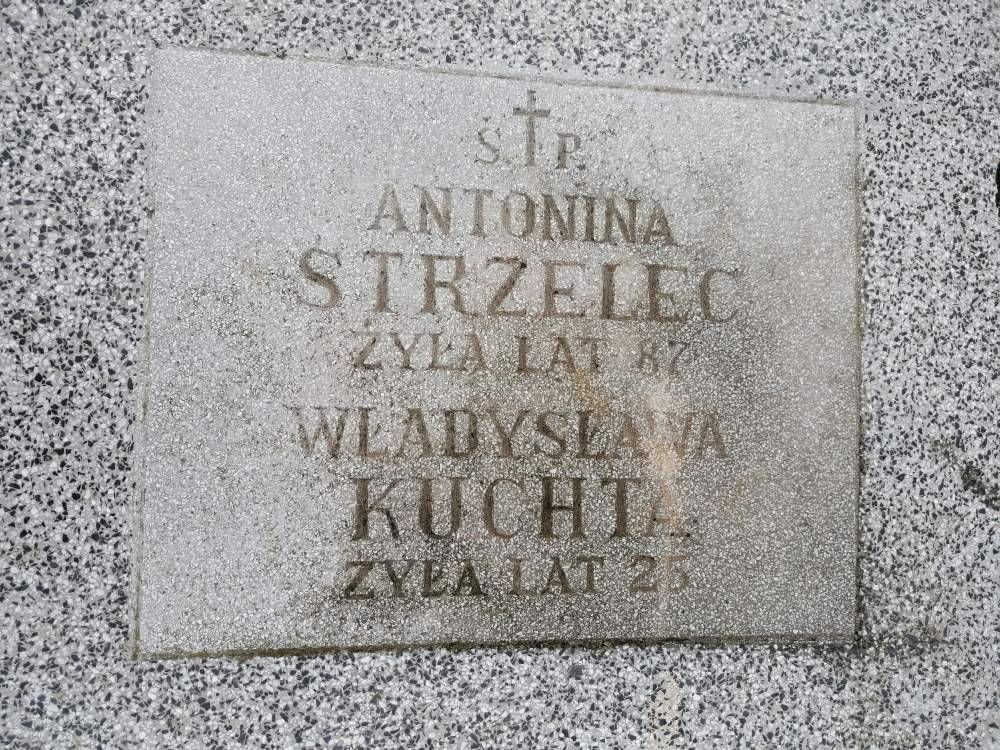 Ś. P.
ANTONINA
STRZELEC
ŻYŁA LAT 87
WŁADYSŁAWA
KUCHTA
ŻYŁA LAT 25